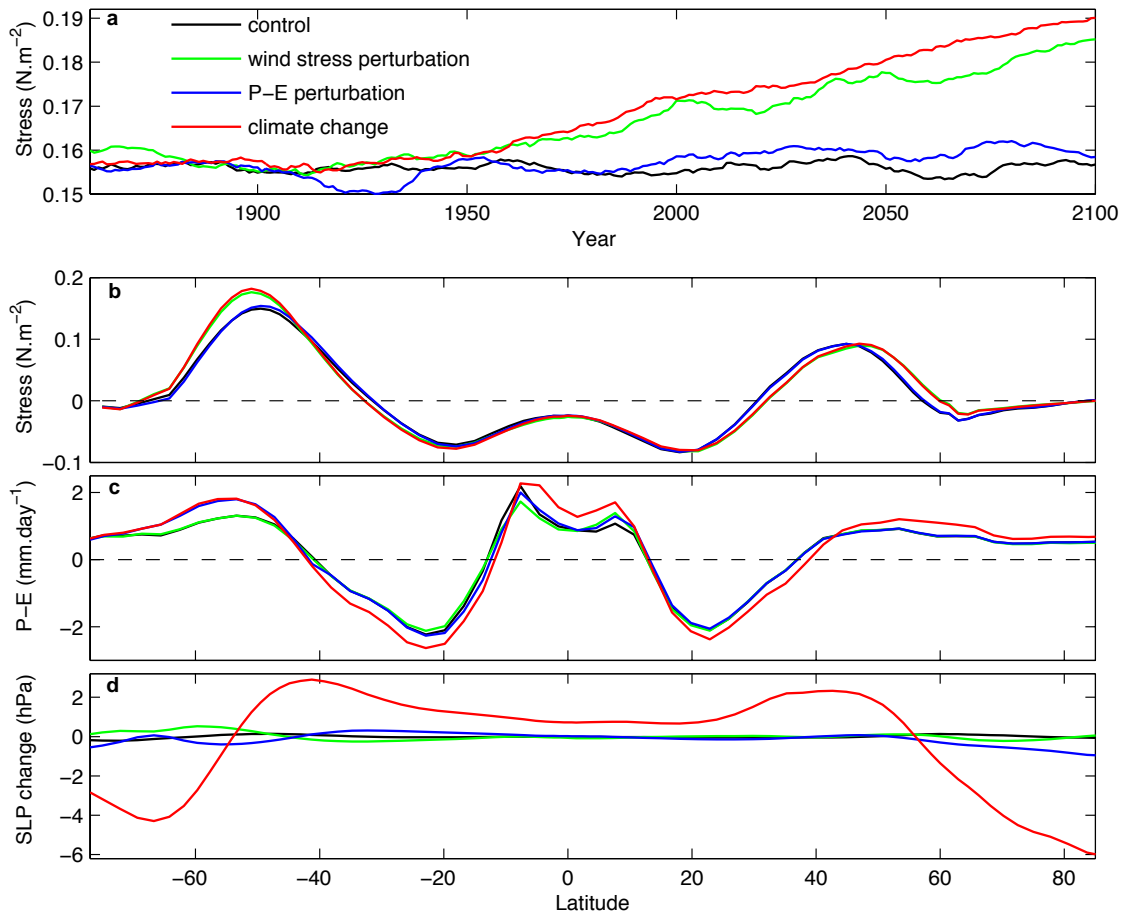 a
control
wind stress perturbation
P−E perturbation
climate change
Stress (N.m−2)
0.19
0.18
0.17
0.16
0.15
1900 1950 2000 2050 2100
Year
b
Stress (N.m−2)
0.2
0.1
0
−0.1
c
P−E (mm.day−1)
2
0
−2
d
SLP change (hPa)
2
0
−2
−4
−6
−60 −40 −20 0 20 40 60 80
Latitude